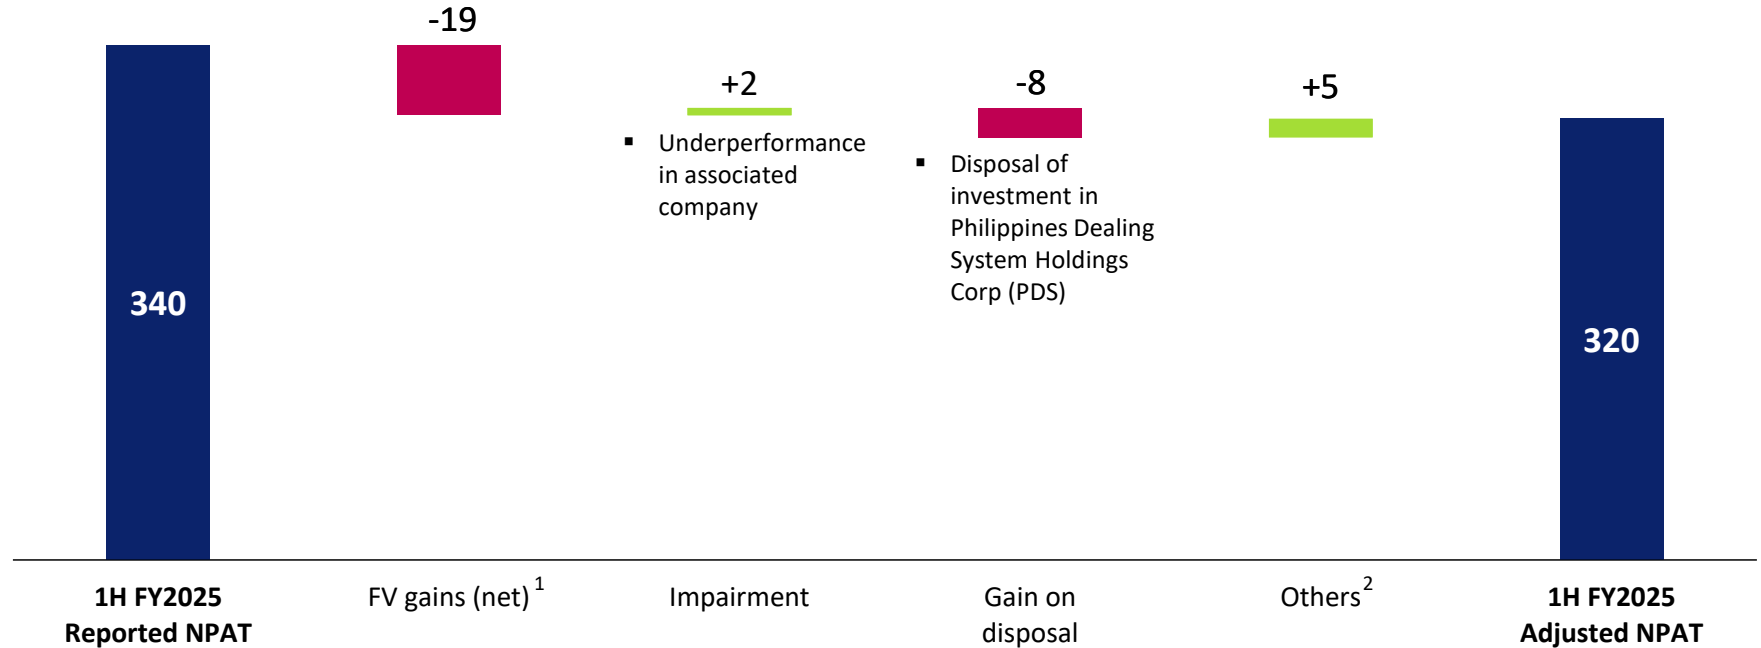 -19
+2
-8
+5
▪ Underperformance
in associated
company
▪ Disposal of
investment in
Philippines Dealing
System Holdings
Corp (PDS)
340
320
1H FY2025
Reported NPAT
FV gains (net) 1
Impairment
Gain on
disposal
Others 2
1H FY2025
Adjusted NPAT